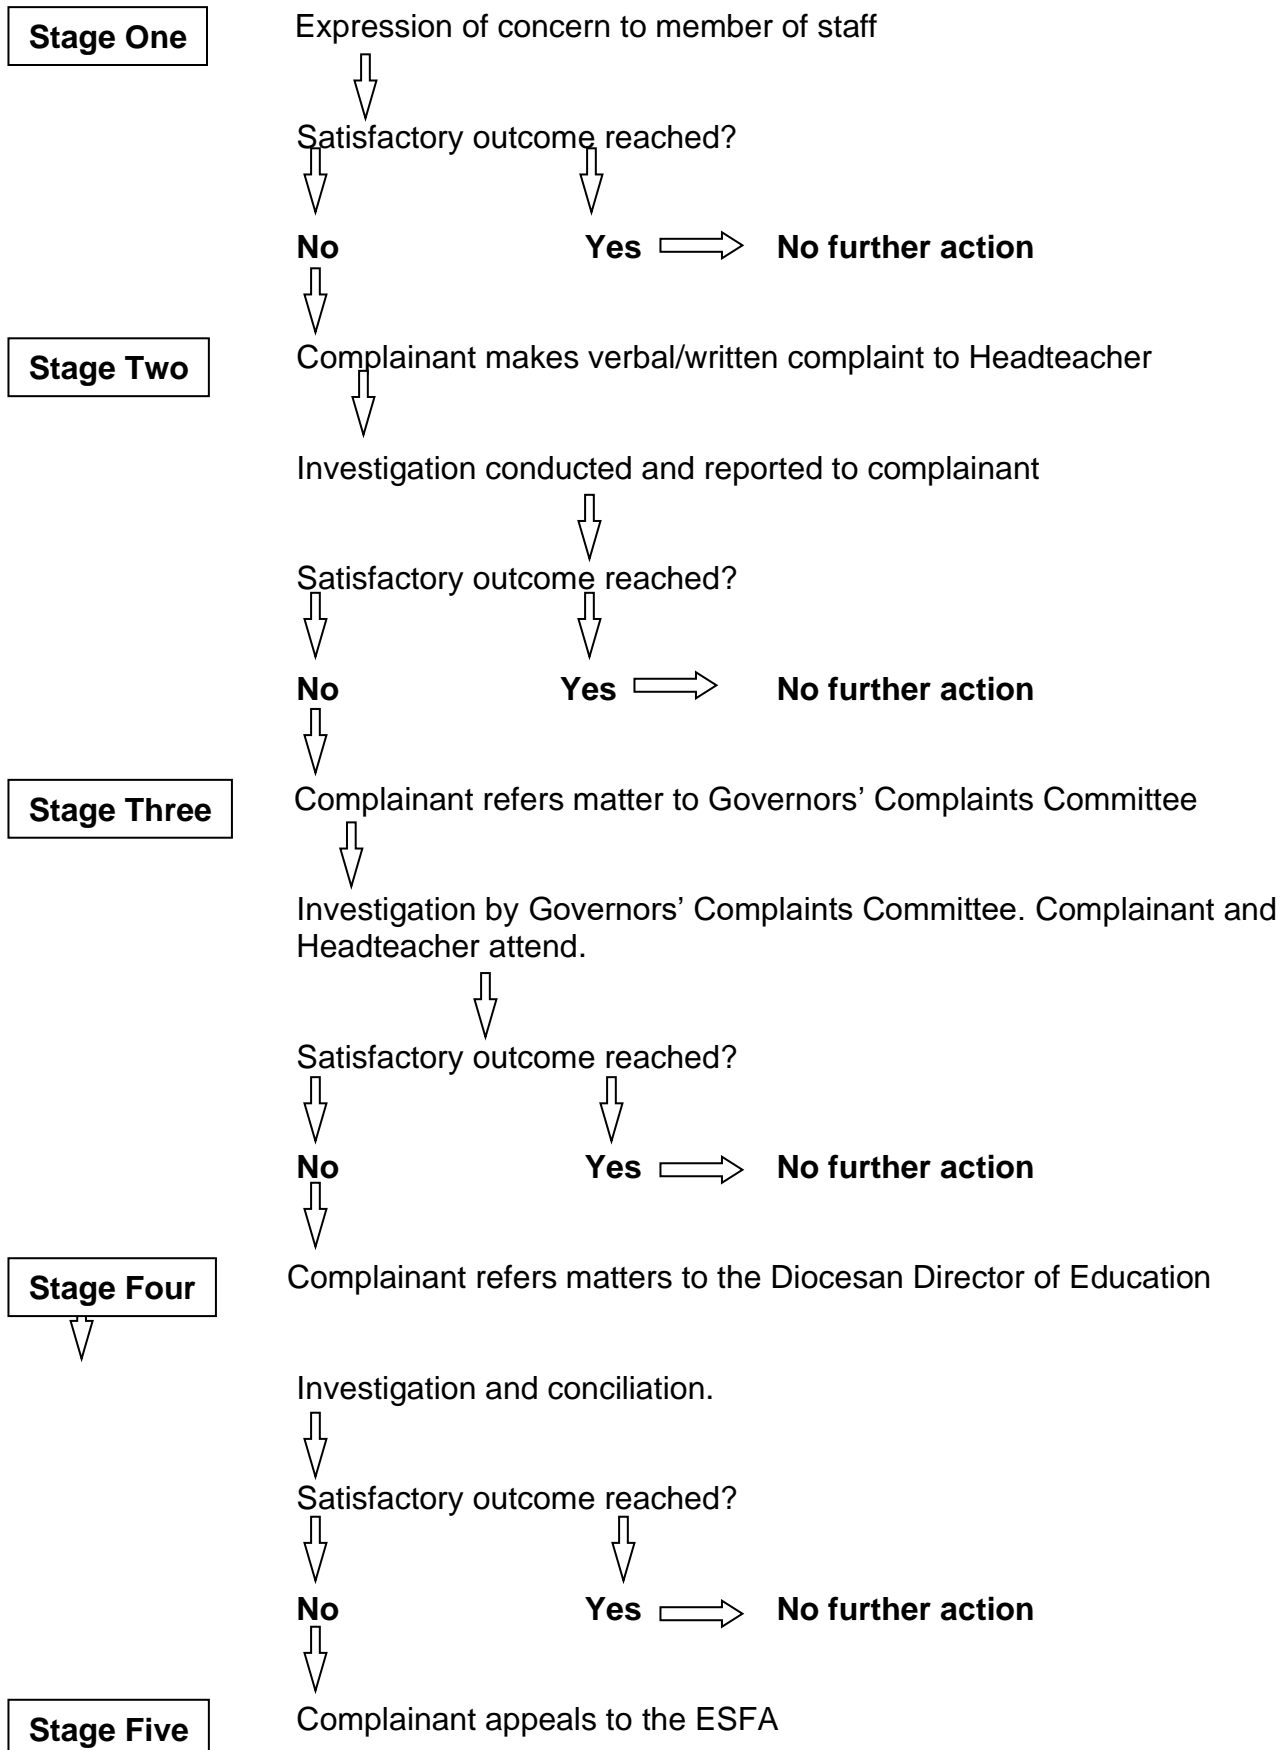 Stage One
Expression of concern to member of staff
Satisfactory outcome reached?
No
Yes
No further action
Stage Two
Complainant makes verbal/written complaint to Headteacher
Investigation conducted and reported to complainant
Satisfactory outcome reached?
No
Yes
No further action
Stage Three
Complainant refers matter to Governors’ Complaints Committee
Investigation by Governors’ Complaints Committee. Complainant and
Headteacher attend.
Satisfactory outcome reached?
No
Yes
No further action
Stage Four
Complainant refers matters to the Diocesan Director of Education
Investigation and conciliation.
Satisfactory outcome reached?
No
Yes
No further action
Stage Five
Complainant appeals to the ESFA